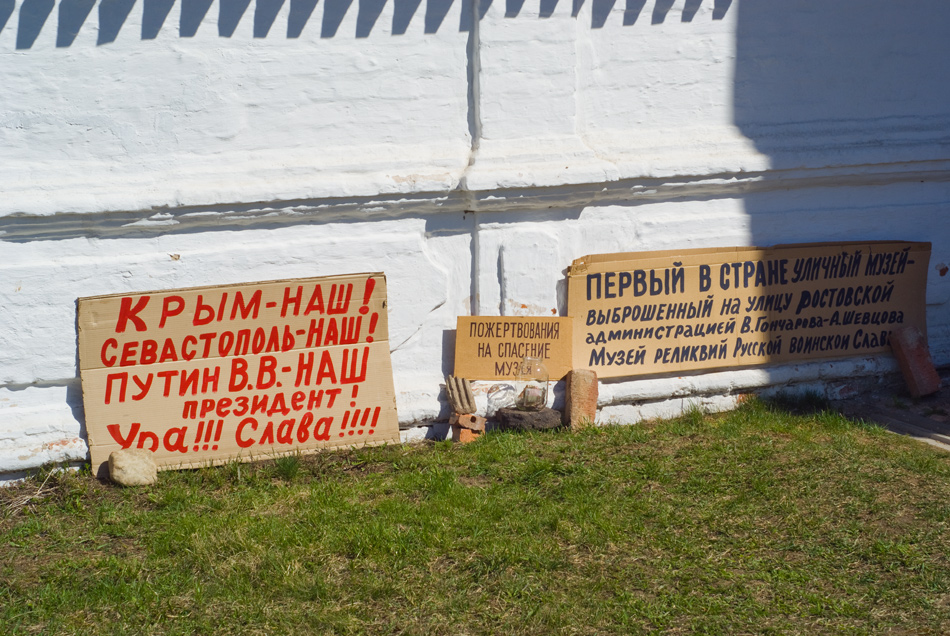 КРЫМ-НАШ!
СЕВАСТОПОЛЬ-НАШ!
ПУТИН В.В.-НАШ
ПРЕЗИДЕНТ!
Ура!!! Слава!!!!
ПОЖЕРТВОВАНИЯ
НА СПАСЕНИЕ
МУЗЕЯ
ПЕРВЫЙ В СТРАНЕ УЛИЧНЫЙ МУЗЕЙ-
ВЫБРОШЕННЫЙ НА УЛИЦУ РОСТОВСКОЙ
АДМИНИСТРАЦИЕЙ В.ГОНЧАРОВА-А.ШЕВЦОВА
МУЗЕЙ РЕЛИКВИЙ РУССКОЙ ВОИНСКОЙ